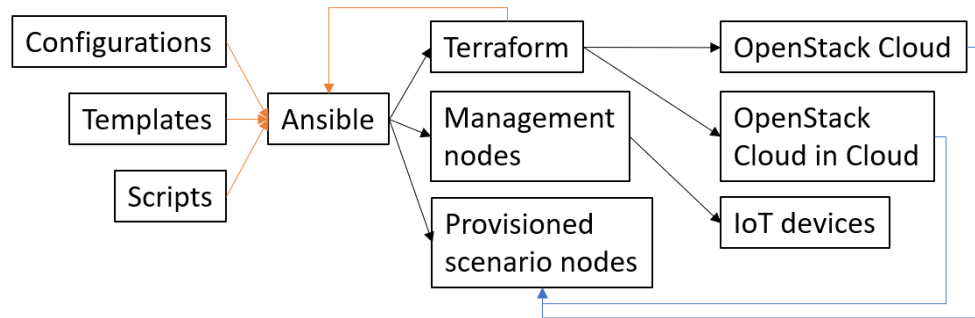 Configurations
Templates
Scripts
Ansible
Terraform
Management
nodes
Provisioned
scenario nodes
OpenStack Cloud
OpenStack
Cloud in Cloud
IoT devices